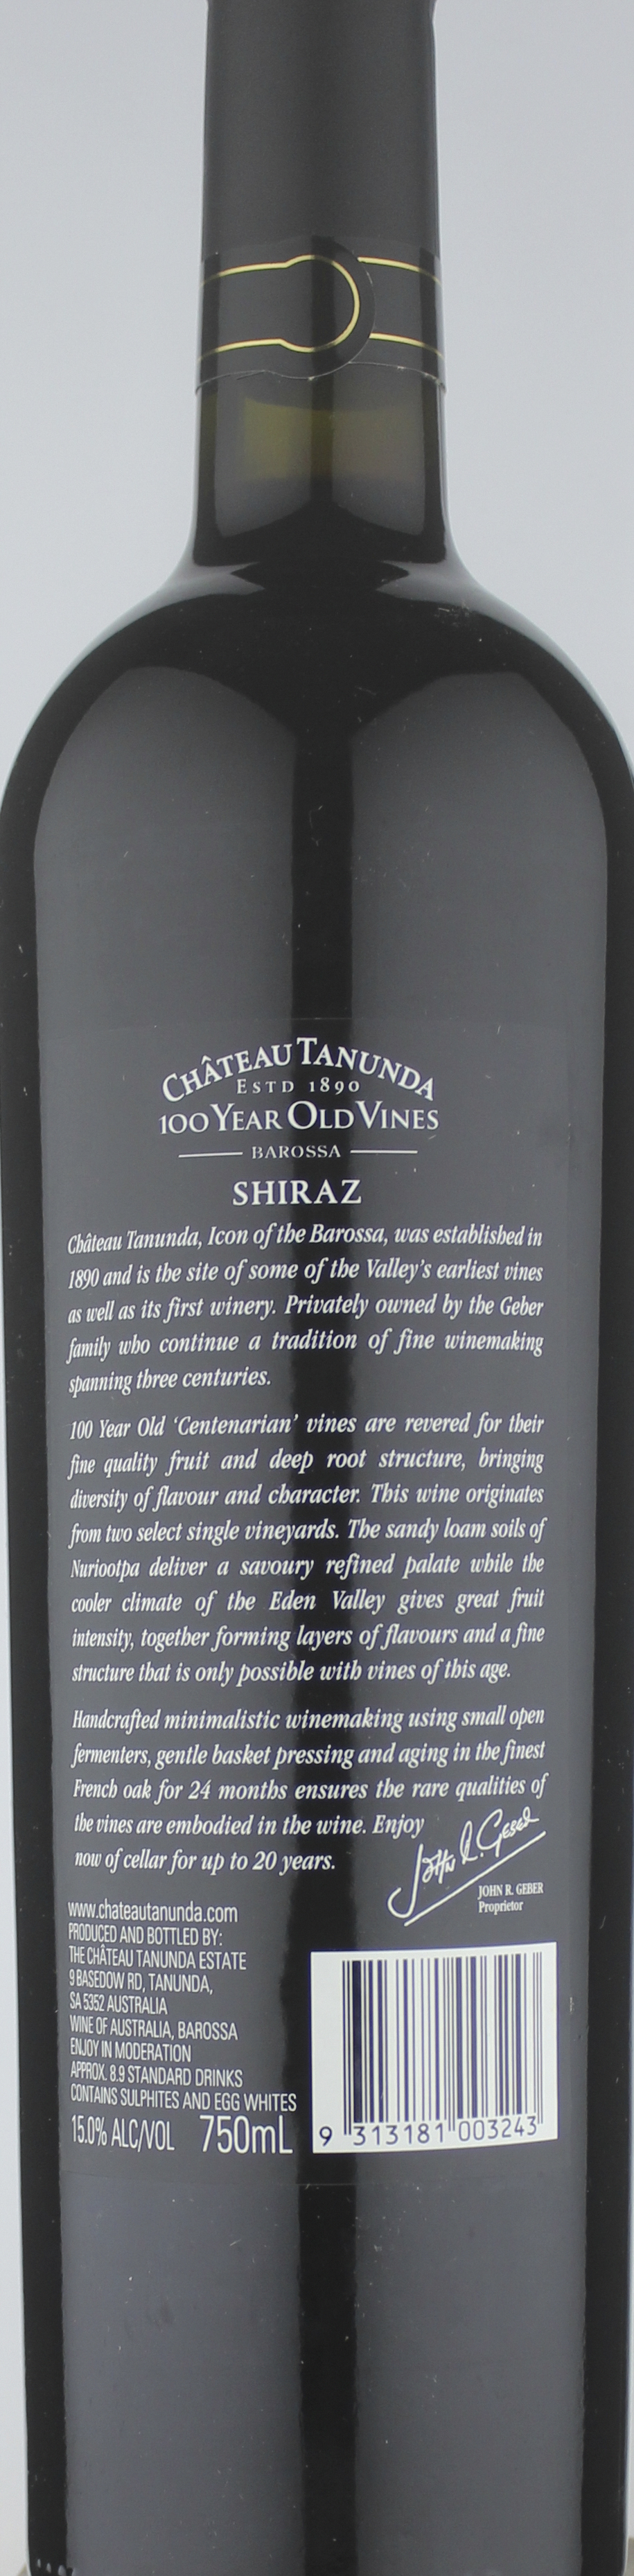 CHÂTEAU TANUNDA
ESTD 1890
100 YEAR OLD VINES
BAROSSA
SHIRAZ
Château Tanunda, Icon of the Barossa, was established in
1890 and is the site of some of the Valley's earliest vines
as well as its first winery. Privately owned by the Geber
family who continue a tradition of fine winemaking
spanning three centuries.
100 Year Old ‘Centenarian’ vines are revered for their
fine quality fruit and deep root structure, bringing
diversity of flavour and character. This wine originates
from two select single vineyards. The sandy loam soils of
Nuriootpa deliver a savoury refined palate while the
cooler climate of the Eden Valley gives great fruit
intensity, together forming layers of flavours and a fine
structure that is only possible with vines of this age.
Handcrafted minimalistic winemaking using small open
fermenters, gentle basket pressing and aging in the finest
French oak for 24 months ensures the rare qualities of
the vines are embodied in the wine. Enjoy
now of cellar for up to 20 years.
John R. Geber
JOHN R. GEBER
Proprietor
www.chateautanunda.com
PRODUCED AND BOTTLED BY:
THE CHÂTEAU TANUNDA ESTATE
9 BASEDOW RD, TANUNDA,
SA 5352 AUSTRALIA
WINE OF AUSTRALIA, BAROSSA
ENJOY IN MODERATION
APPROX. 8.9 STANDARD DRINKS
CONTAINS SULPHITES AND EGG WHITES
15.0% ALC/VOL 750mL
9 313181 003243